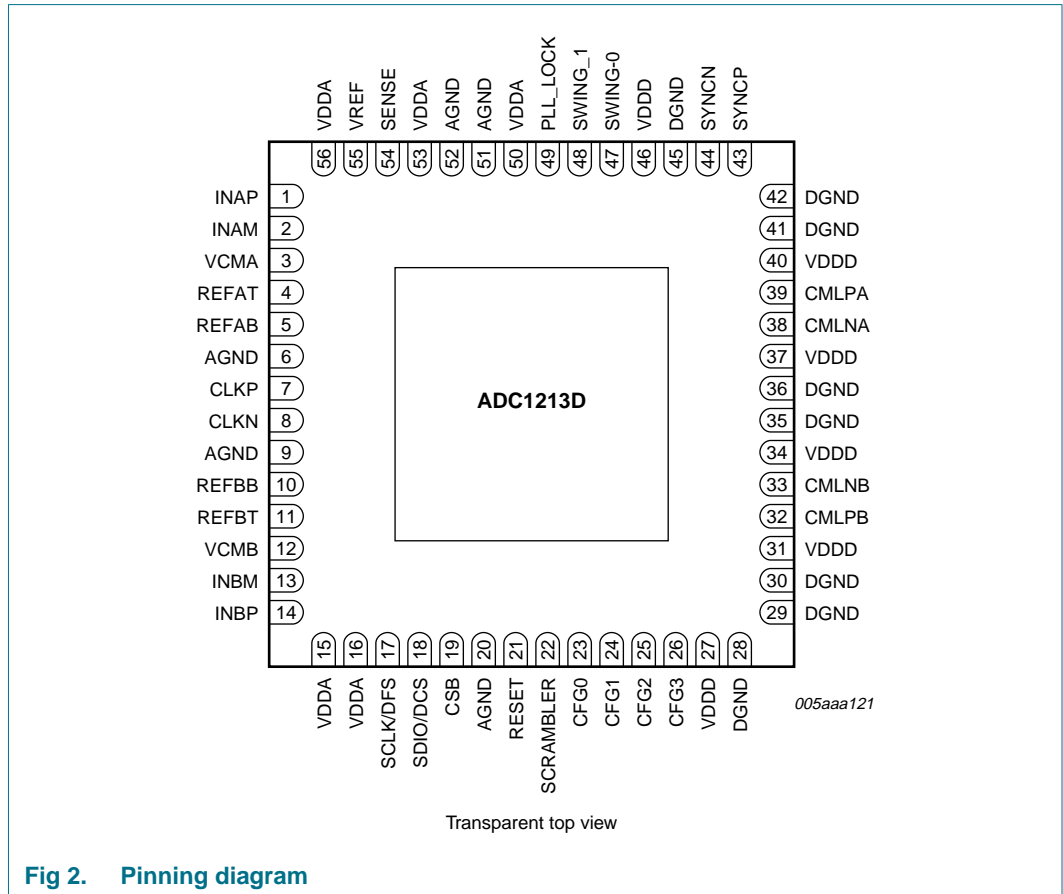 VDDA VREF SENSE VDDA AGND AGND VDDA PLL_LOCK SWING_1 SWING-0 VDDD DGND SYNCN SYNCP
56 55 54 53 52 51 50 49 48 47 46 45 44 43
INAP 1 42 DGND
INAM 2 41 DGND
VCMA 3 40 VDDD
REFAT 4 39 CMLPA
REFAB 5 38 CMLNA
AGND 6 37 VDDD
CLKP 7 36 DGND
ADC1213D
CLKN 8 35 DGND
AGND 9 34 VDDD
REFBB 10 33 CMLNB
REFBT 11 32 CMLPB
VCMB 12 31 VDDD
INBM 13 30 DGND
INBP 14 29 DGND
15 16 17 18 19 20 21 22 23 24 25 26 27 28
VDDA VDDA SCLK/DFS SDIO/DCS CSB AGND RESET SCRAMBLER CFG0 CFG1 CFG2 CFG3 VDDD DGND
005aaa121
Transparent top view
Fig 2. Pinning diagram